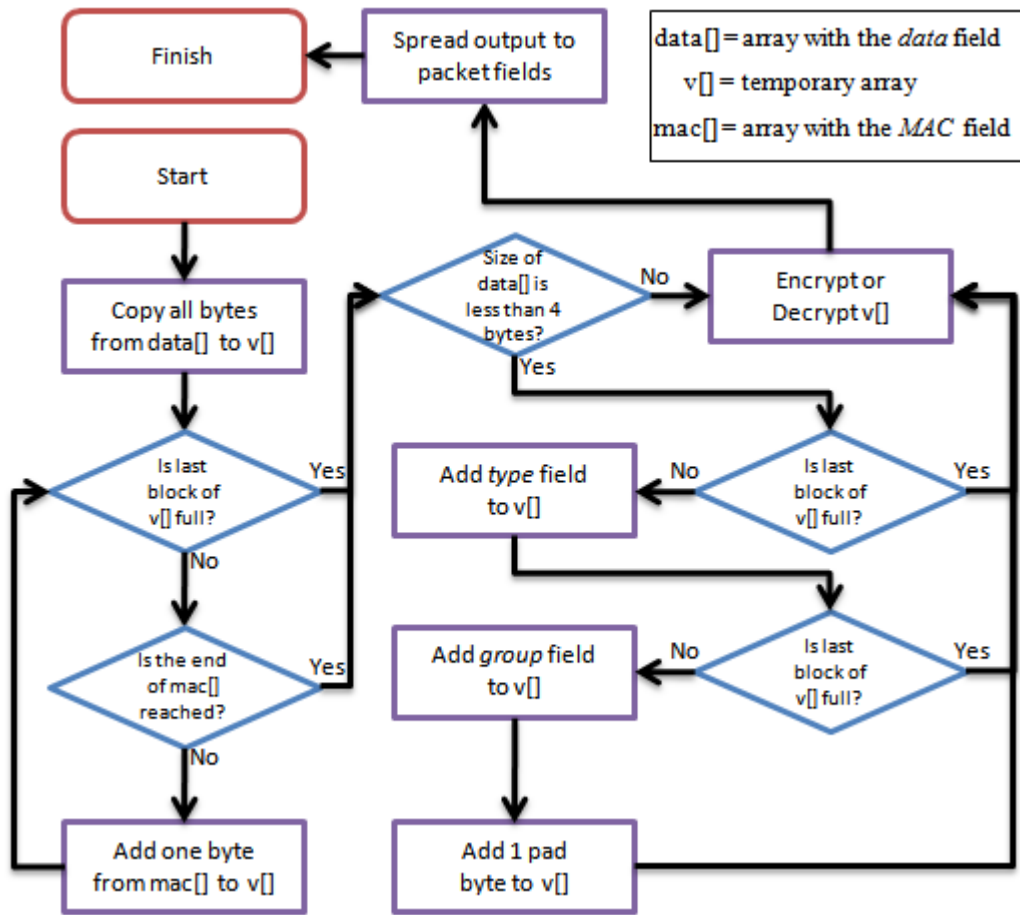 Finish
Spread output to
packet fields
data[] = array with the data field
v[] = temporary array
mac[] = array with the MAC field
Start
Copy all bytes
from data[] to v[]
Size of
data[] is
less than 4
bytes?
No
Yes
Encrypt or
Decrypt v[]
Is last
block of
v[] full?
Yes
No
Add type field
to v[]
No
Is last
block of
v[] full?
Yes
Is the end
of mac[]
reached?
Yes
No
Add group field
to v[]
No
Is last
block of
v[] full?
Yes
Add one byte
from mac[] to v[]
Add 1 pad
byte to v[]